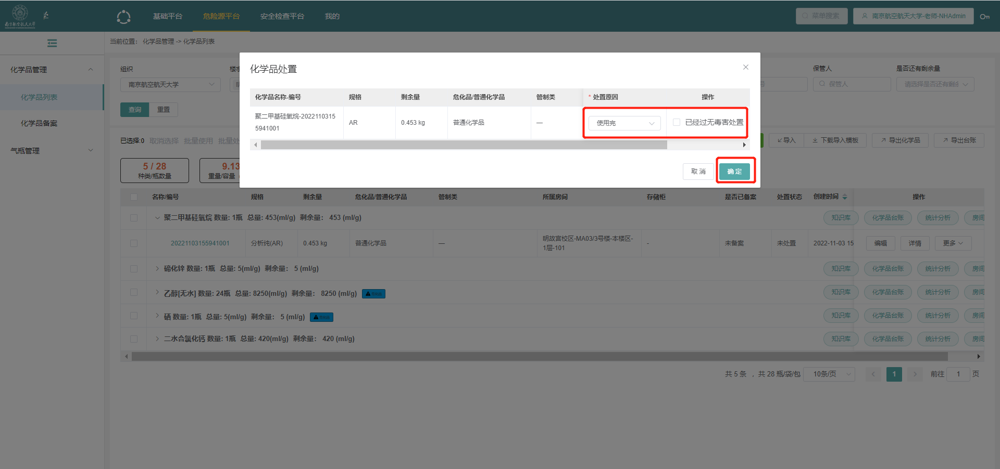 南京航空航天大学
基础平台 危险源平台 安全检查平台 我的
菜单搜索 南京航空航天大学-老师-NHAdmin
当前位置: 化学品管理 -> 化学品列表
化学品管理
化学品列表
化学品备案
气瓶管理
组织
南京航空航天大学
保管人 是否还有剩余量
保管人 请选择是否还有剩余
查询 重置
化学品处置
化学品名称-编号 规格 剩余量 危化品/普通化学品 管制类 * 处置原因 操作
聚二甲基硅氧烷-2022110315
5941001
AR 0.453 kg 普通化学品 — 使用完 已经过无毒害处置
取 消 确 定
已选择:0 取消选择 批量使用 批量处
导入 下载导入模板 导出化学品 导出台账
5 / 28
种类/瓶数量
9.13
重量/容量
名称/编号 规格 剩余量 危化品/普通化学品 管制类 所属房间 存储柜 是否已备案 处置状态 创建时间 操作
聚二甲基硅氧烷 数量: 1瓶 总量: 453(ml/g) 剩余量: 453 (ml/g) 知识库 化学品台账 统计分析 房间
20221103155941001 分析纯(AR) 0.453 kg 普通化学品 — 明故宫校区-MA03/3号楼-本楼区-
1层-101
- 未备案 未处置 2022-11-03 15 编辑 详情 更多
碲化锌 数量: 1瓶 总量: 5(ml/g) 剩余量: 5 (ml/g) 知识库 化学品台账 统计分析 房间
乙醇[无水] 数量: 24瓶 总量: 8250(ml/g) 剩余量: 8250 (ml/g) 知识库 化学品台账 统计分析 房间
硒 数量: 1瓶 总量: 5(ml/g) 剩余量: 5 (ml/g) 知识库 化学品台账 统计分析 房间
二水合氯化钙 数量: 1瓶 总量: 420(ml/g) 剩余量: 420 (ml/g) 知识库 化学品台账 统计分析 房间
共 5 条 , 共 28 瓶/袋/包 10条/页 1 前往 1 页